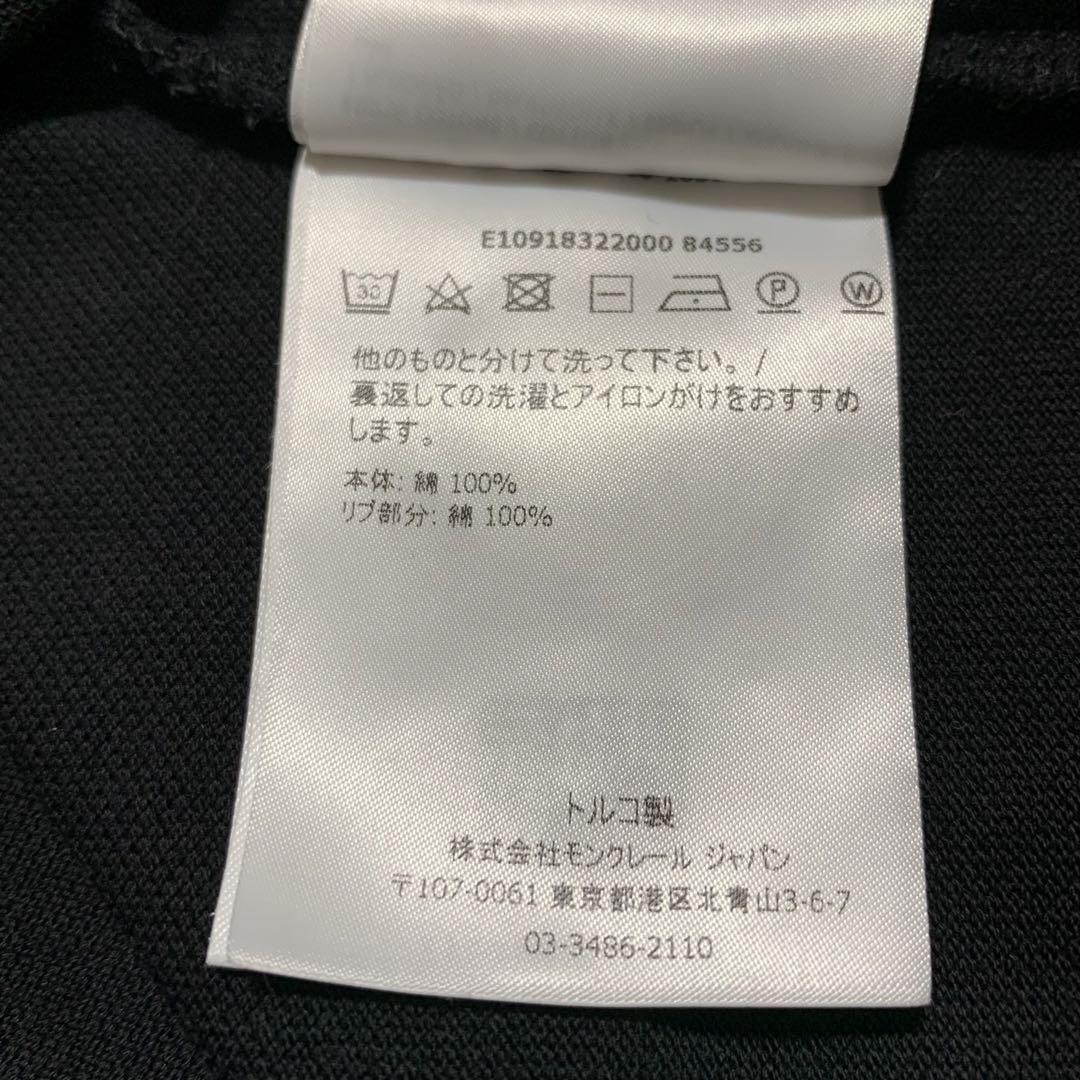 E10918322000 84556
30 P W
他のものと分けて洗って下さい。/
裏返しての洗濯とアイロンがけをおすすめ
します。
本体: 綿 100%
リブ部分: 綿 100%
トルコ製
株式会社モンクレール ジャパン
〒107-0061 東京都港区北青山3-6-7
03-3486-2110